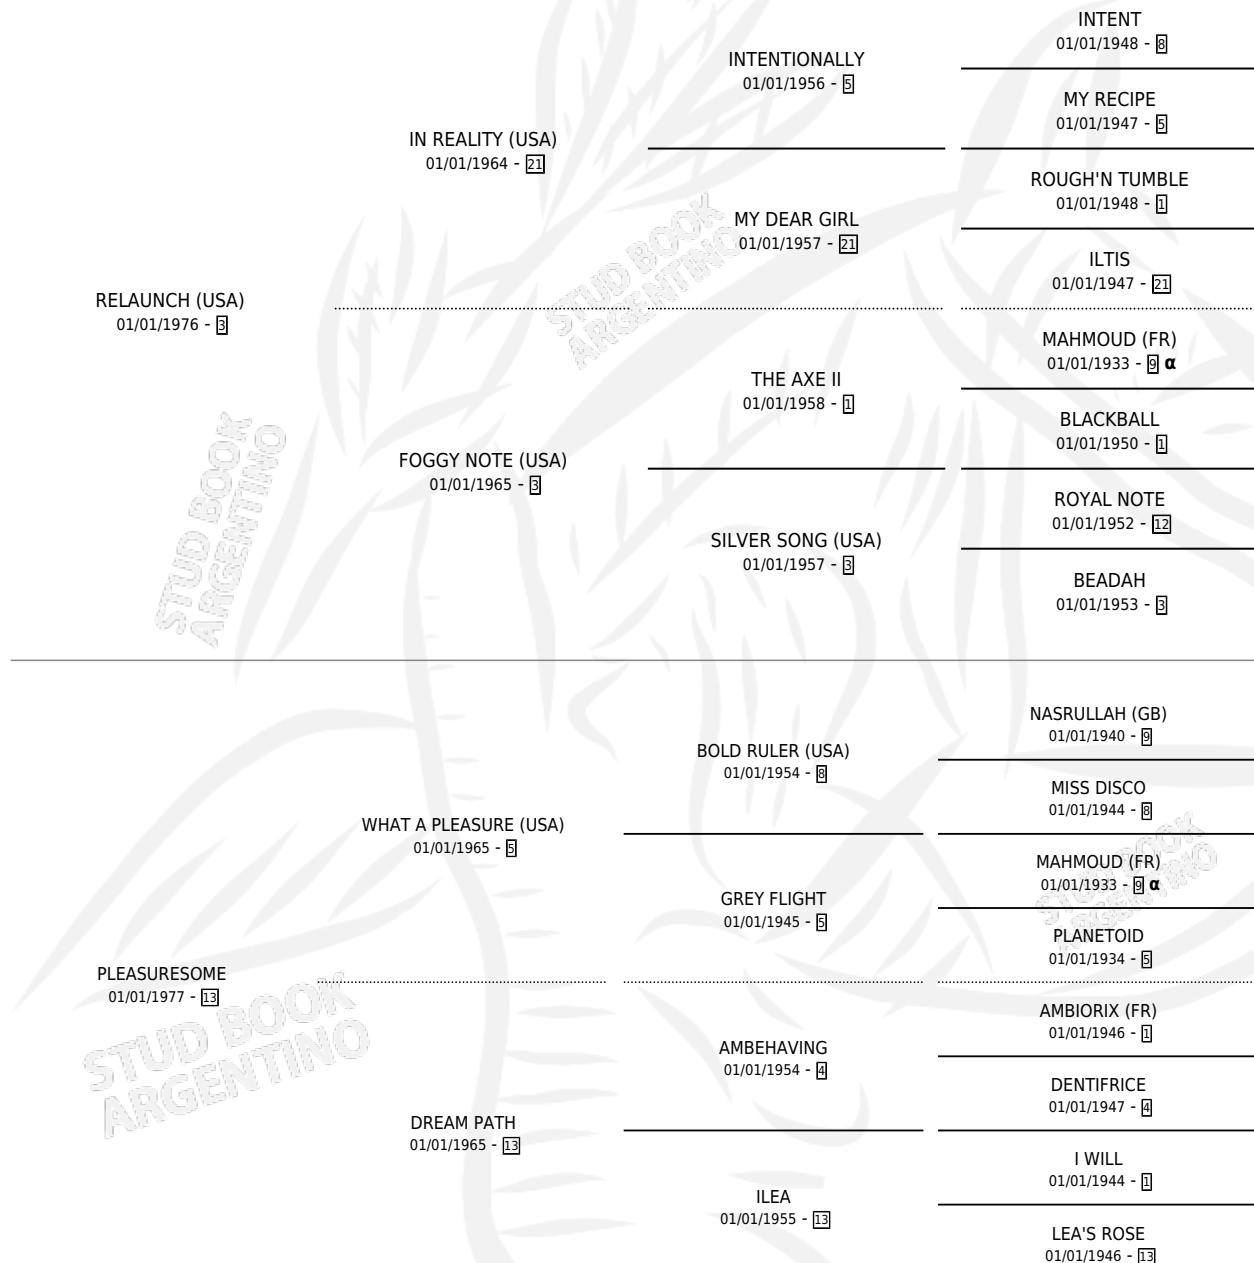 INTENT
01/01/1948 - 8
INTENTIONALLY
01/01/1956 - 5
MY RECIPE
01/01/1947 - 5
IN REALITY (USA)
01/01/1964 - 21
ROUGH'N TUMBLE
01/01/1948 - 1
MY DEAR GIRL
01/01/1957 - 21
ILTIS
01/01/1947 - 21
RELAUNCH (USA)
01/01/1976 - 3
MAHMOUD (FR)
01/01/1933 - 9 α
THE AXE II
01/01/1958 - 1
BLACKBALL
01/01/1950 - 1
FOGGY NOTE (USA)
01/01/1965 - 3
ROYAL NOTE
01/01/1952 - 12
SILVER SONG (USA)
01/01/1957 - 3
BEADAH
01/01/1953 - 3
NASRULLAH (GB)
01/01/1940 - 9
BOLD RULER (USA)
01/01/1954 - 8
MISS DISCO
01/01/1944 - 8
WHAT A PLEASURE (USA)
01/01/1965 - 5
MAHMOUD (FR)
01/01/1933 - 9 α
GREY FLIGHT
01/01/1945 - 5
PLANETOID
01/01/1934 - 5
PLEASURESOME
01/01/1977 - 13
AMBIORIX (FR)
01/01/1946 - 1
AMBEHAVING
01/01/1954 - 4
DENTIFRICE
01/01/1947 - 4
DREAM PATH
01/01/1965 - 13
I WILL
01/01/1944 - 1
ILEA
01/01/1955 - 13
LEA'S ROSE
01/01/1946 - 13
STUD BOOK
ARGENTINO
STUD BOOK
ARGENTINO
STUD BOOK
ARGENTINO
STUD BOOK
ARGENTINO